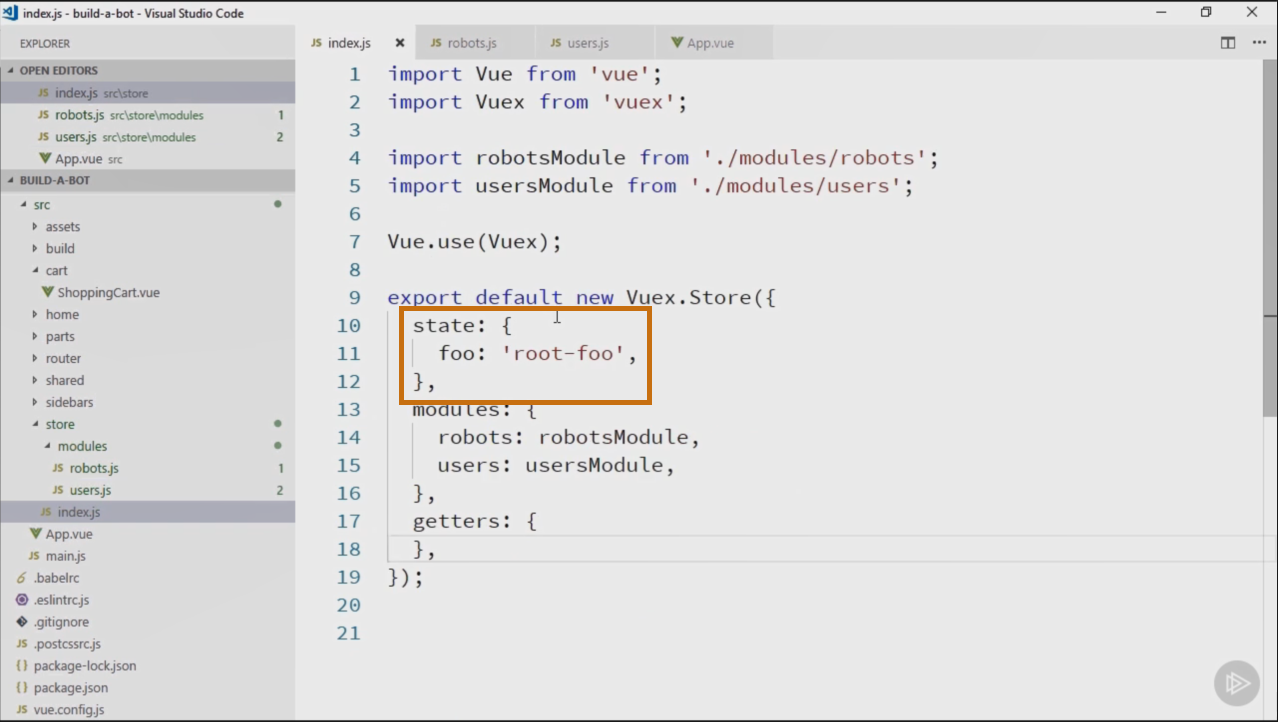 index.js - build-a-bot - Visual Studio Code
EXPLORER
OPEN EDITORS
JS index.js src\store
JS robots.js src\store\modules 1
JS users.js src\store\modules 2
App.vue src
BUILD-A-BOT
src
assets
build
cart
ShoppingCart.vue
home
parts
router
shared
sidebars
store
modules
JS robots.js 1
JS users.js 2
JS index.js
App.vue
JS main.js
6 .babelrc
.eslintrc.js
.gitignore
JS .postcssrc.js
{} package-lock.json
{} package.json
JS vue.config.js
JS index.js × JS robots.js JS users.js App.vue ...
1 import Vue from 'vue';
2 import Vuex from 'vuex';
3
4 import robotsModule from './modules/robots';
5 import usersModule from './modules/users';
6
7 Vue.use(Vuex);
8
9 export default new Vuex.Store({
10 state: {
11 foo: 'root-foo',
12 },
13 modules: {
14 robots: robotsModule,
15 users: usersModule,
16 },
17 getters: {
18 },
19 });
20
21